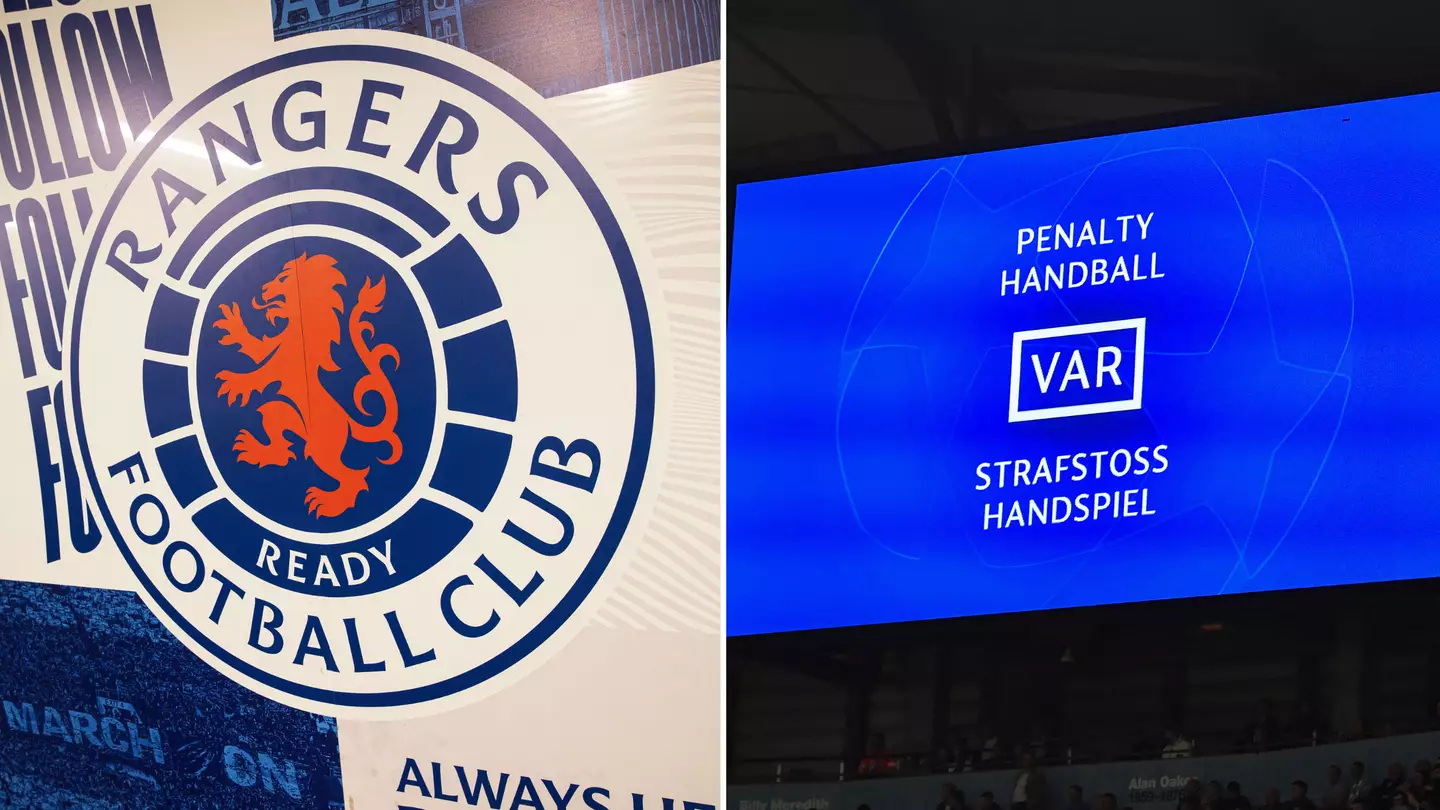 FOLLOW
FOLLOW
RANGERS
READY
FOOTBALL CLUB
MARCH
ON
ALWAYS
PENALTY
HANDBALL
VAR
STRAFSTOSS
HANDSPIEL
Alan Oakes
Billy Meredith